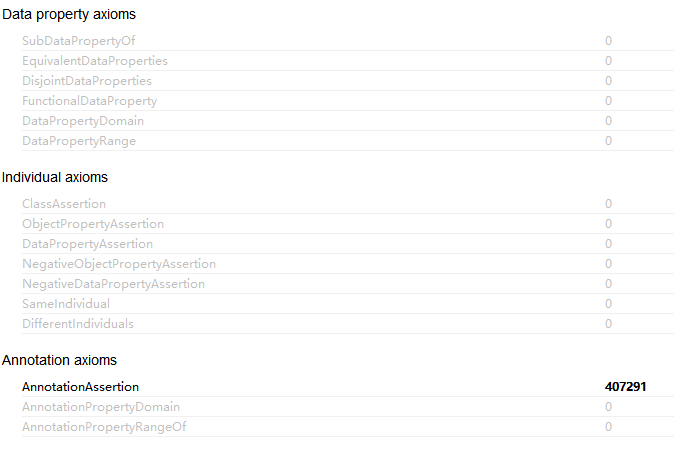 Data property axioms
SubDataPropertyOf 0
EquivalentDataProperties 0
DisjointDataProperties 0
FunctionalDataProperty 0
DataPropertyDomain 0
DataPropertyRange 0
Individual axioms
ClassAssertion 0
ObjectPropertyAssertion 0
DataPropertyAssertion 0
NegativeObjectPropertyAssertion 0
NegativeDataPropertyAssertion 0
SameIndividual 0
DifferentIndividuals 0
Annotation axioms
AnnotationAssertion 407291
AnnotationPropertyDomain 0
AnnotationPropertyRangeOf 0